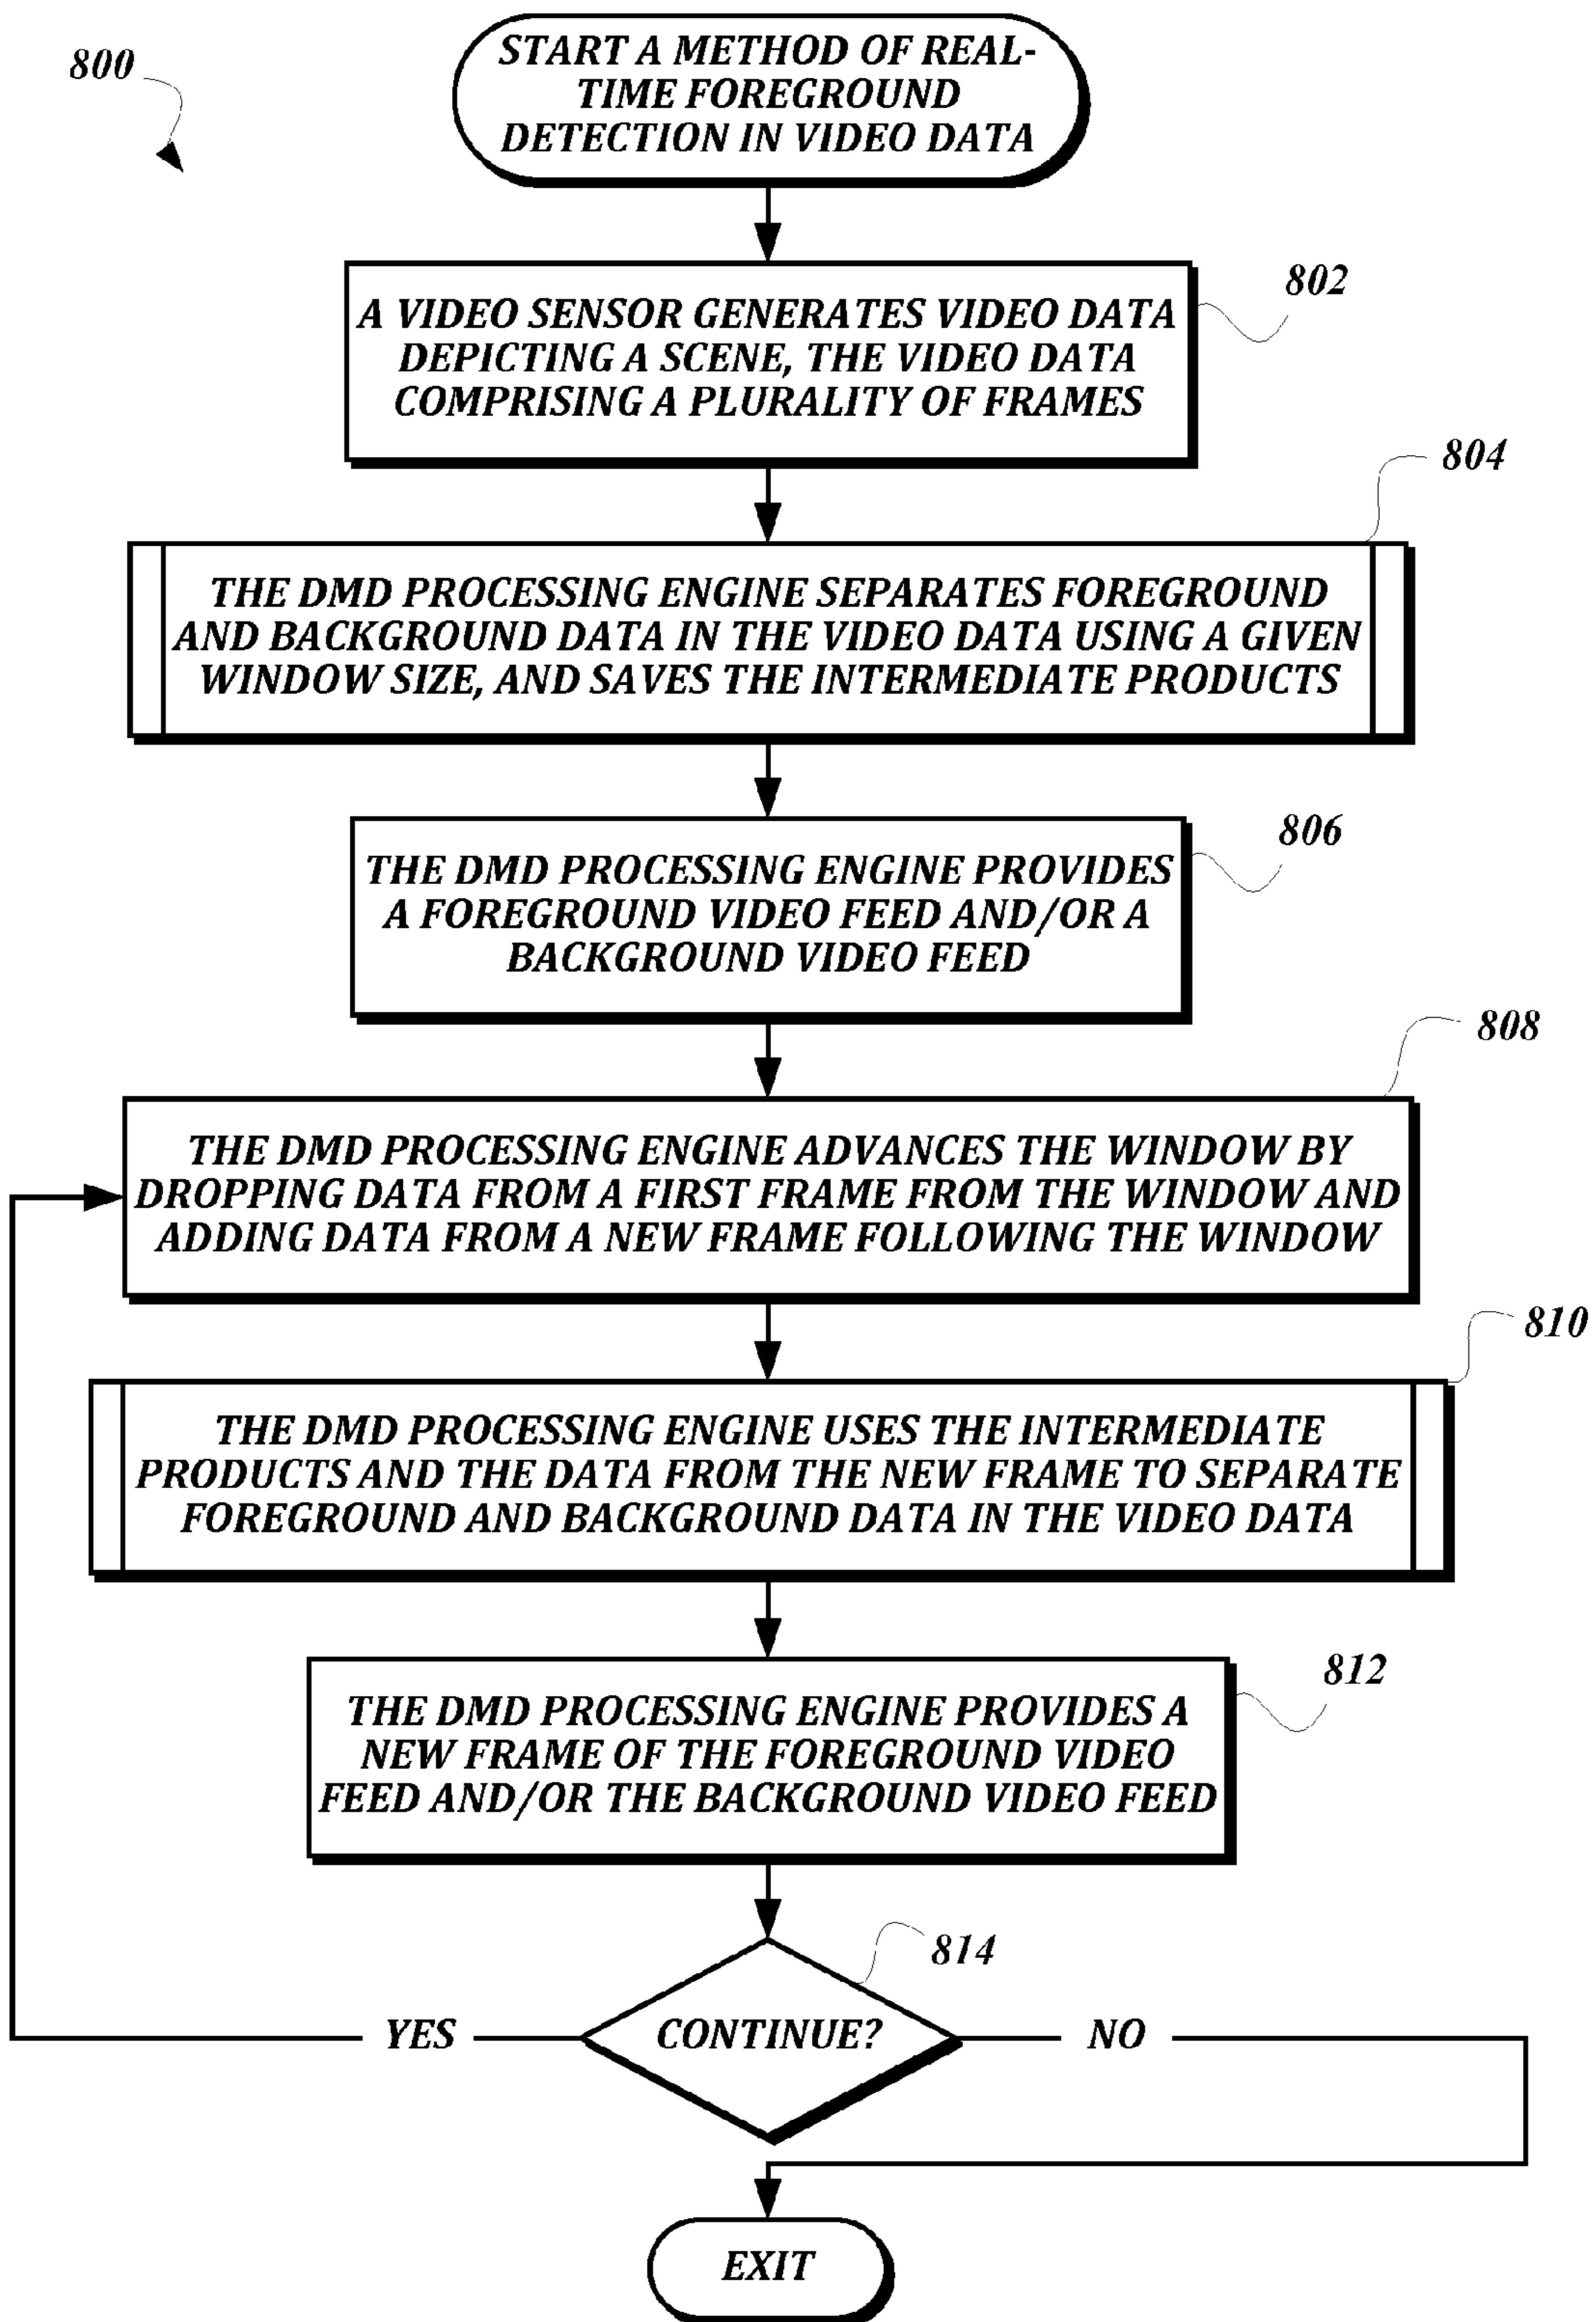 800
START A METHOD OF REAL-
TIME FOREGROUND
DETECTION IN VIDEO DATA
802
A VIDEO SENSOR GENERATES VIDEO DATA
DEPICTING A SCENE, THE VIDEO DATA
COMPRISING A PLURALITY OF FRAMES
804
THE DMD PROCESSING ENGINE SEPARATES FOREGROUND
AND BACKGROUND DATA IN THE VIDEO DATA USING A GIVEN
WINDOW SIZE, AND SAVES THE INTERMEDIATE PRODUCTS
806
THE DMD PROCESSING ENGINE PROVIDES
A FOREGROUND VIDEO FEED AND/OR A
BACKGROUND VIDEO FEED
808
THE DMD PROCESSING ENGINE ADVANCES THE WINDOW BY
DROPPING DATA FROM A FIRST FRAME FROM THE WINDOW AND
ADDING DATA FROM A NEW FRAME FOLLOWING THE WINDOW
810
THE DMD PROCESSING ENGINE USES THE INTERMEDIATE
PRODUCTS AND THE DATA FROM THE NEW FRAME TO SEPARATE
FOREGROUND AND BACKGROUND DATA IN THE VIDEO DATA
812
THE DMD PROCESSING ENGINE PROVIDES A
NEW FRAME OF THE FOREGROUND VIDEO
FEED AND/OR THE BACKGROUND VIDEO FEED
814
YES
CONTINUE?
NO
EXIT